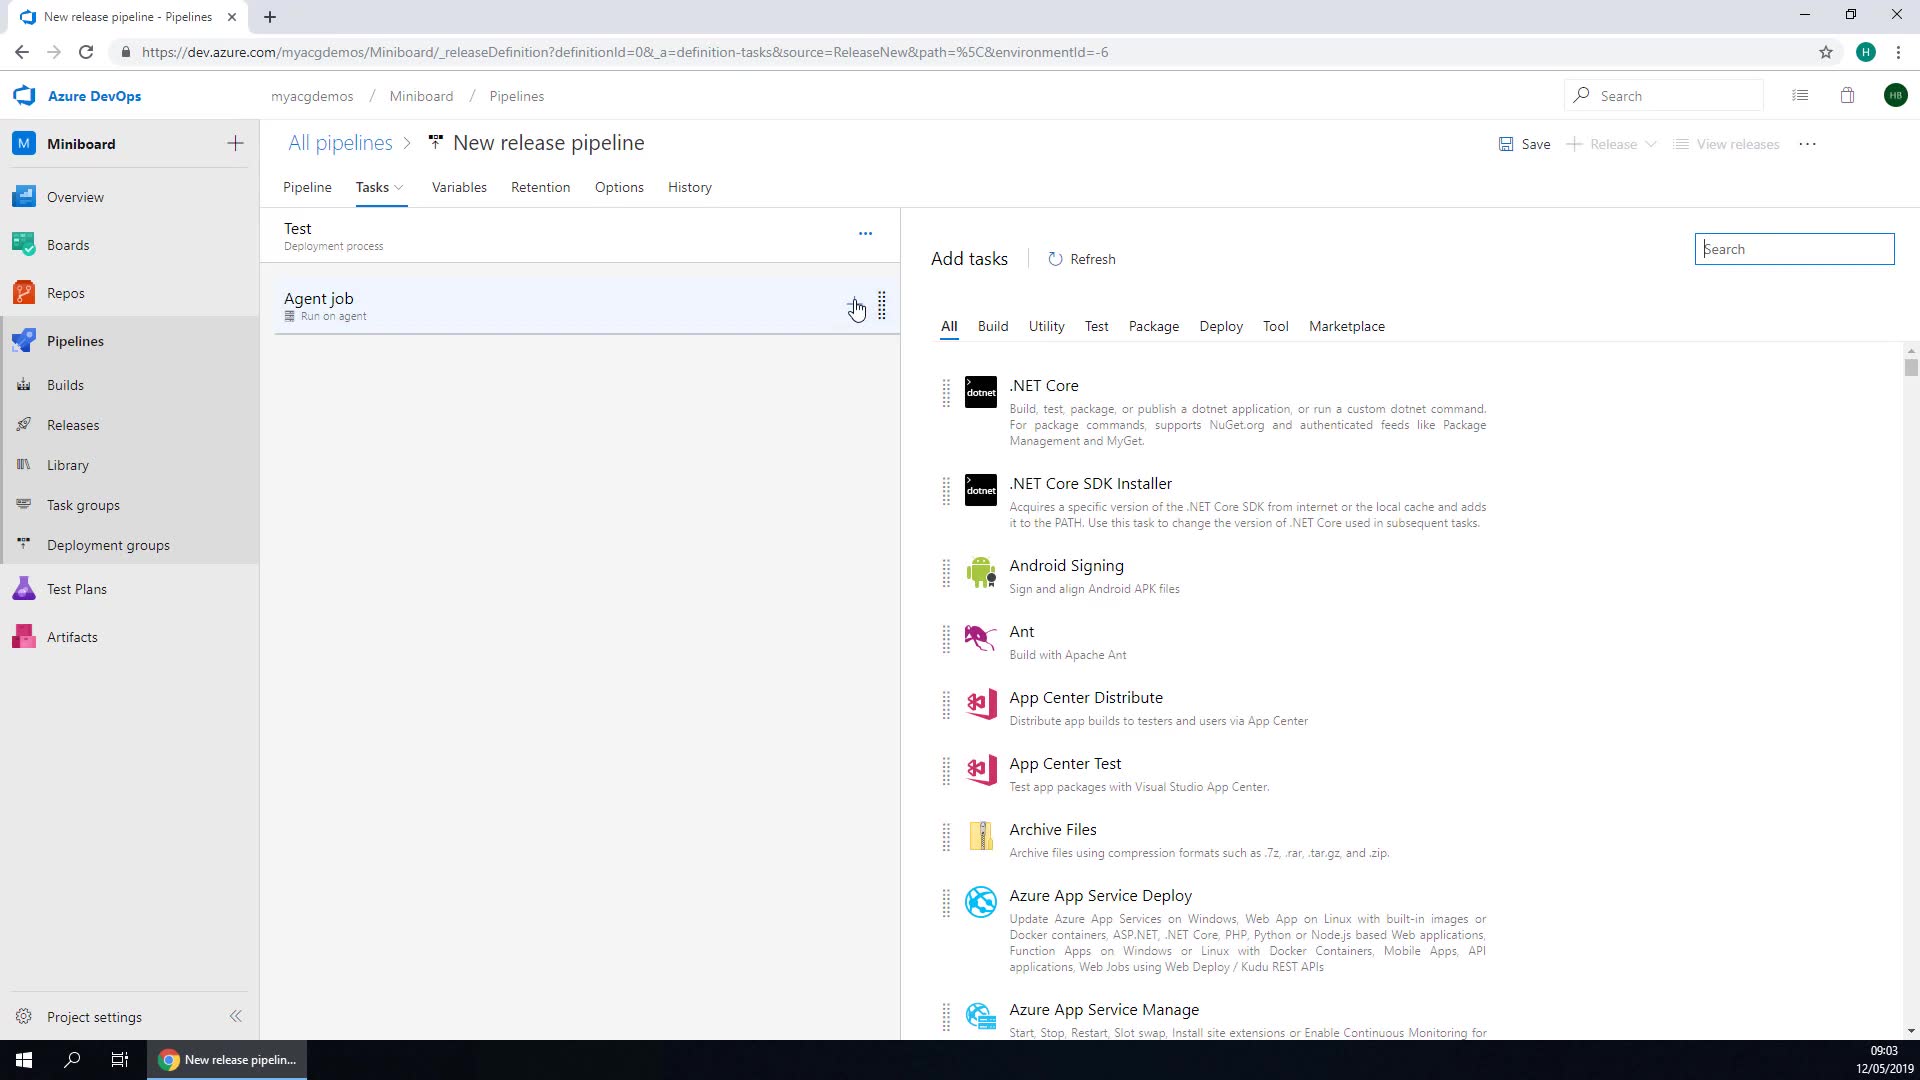 New release pipeline - Pipelines
https://dev.azure.com/myacgdemos/Miniboard/_releaseDefinition?definitionId=0&_a=definition-tasks&source=ReleaseNew&path=%5C&environmentId=-6
H
Azure DevOps
myacgdemos / Miniboard / Pipelines
Search
HB
M Miniboard
All pipelines > New release pipeline
Save
Release
View releases
Pipeline
Tasks
Variables
Retention
Options
History
Overview
Boards
Repos
Pipelines
Builds
Releases
Library
Task groups
Deployment groups
Test Plans
Artifacts
Project settings
Test
Deployment process
Agent job
Run on agent
Add tasks
Refresh
Search
All
Build
Utility
Test
Package
Deploy
Tool
Marketplace
dotnet
.NET Core
Build, test, package, or publish a dotnet application, or run a custom dotnet command.
For package commands, supports NuGet.org and authenticated feeds like Package
Management and MyGet.
dotnet
.NET Core SDK Installer
Acquires a specific version of the .NET Core SDK from internet or the local cache and adds
it to the PATH. Use this task to change the version of .NET Core used in subsequent tasks.
Android Signing
Sign and align Android APK files
Ant
Build with Apache Ant
App Center Distribute
Distribute app builds to testers and users via App Center
App Center Test
Test app packages with Visual Studio App Center.
Archive Files
Archive files using compression formats such as .7z, .rar, .tar.gz, and .zip.
Azure App Service Deploy
Update Azure App Services on Windows, Web App on Linux with built-in images or
Docker containers, ASP.NET, .NET Core, PHP, Python or Node.js based Web applications,
Function Apps on Windows or Linux with Docker Containers, Mobile Apps, API
applications, Web Jobs using Web Deploy / Kudu REST APIs
Azure App Service Manage
Start, Stop, Restart, Slot swap, Install site extensions or Enable Continuous Monitoring for
New release pipelin...
09:03
12/05/2019